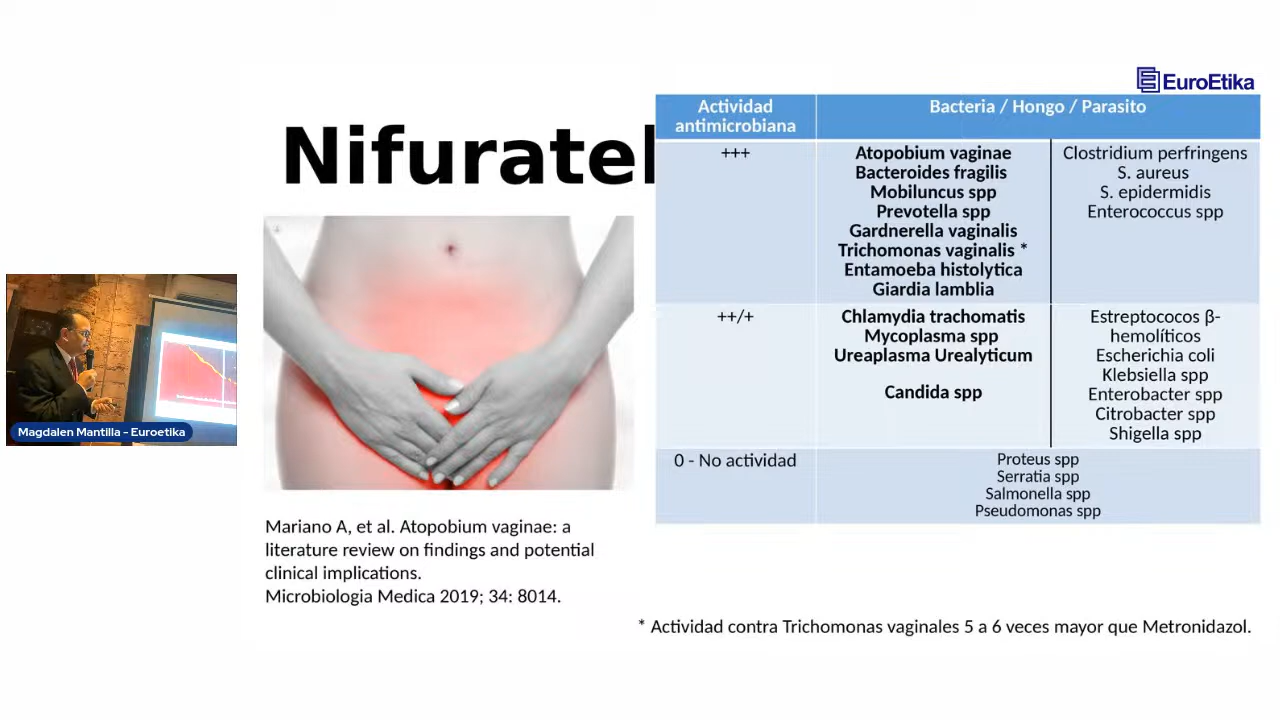 EuroEtika
Nifuratel
Actividad
antimicrobiana
Bacteria / Hongo / Parasito
+++
Atopobium vaginae
Bacteroides fragilis
Mobiluncus spp
Prevotella spp
Gardnerella vaginalis
Trichomonas vaginalis *
Entamoeba histolytica
Giardia lamblia
Clostridium perfringens
S. aureus
S. epidermidis
Enterococcus spp
++/+
Chlamydia trachomatis
Mycoplasma spp
Ureaplasma Urealyticum
Candida spp
Estreptococos β-
hemolíticos
Escherichia coli
Klebsiella spp
Enterobacter spp
Citrobacter spp
Shigella spp
0 - No actividad
Proteus spp
Serratia spp
Salmonella spp
Pseudomonas spp
Magdalen Mantilla - Euroetika
Mariano A, et al. Atopobium vaginae: a
literature review on findings and potential
clinical implications.
Microbiologia Medica 2019; 34: 8014.
* Actividad contra Trichomonas vaginales 5 a 6 veces mayor que Metronidazol.